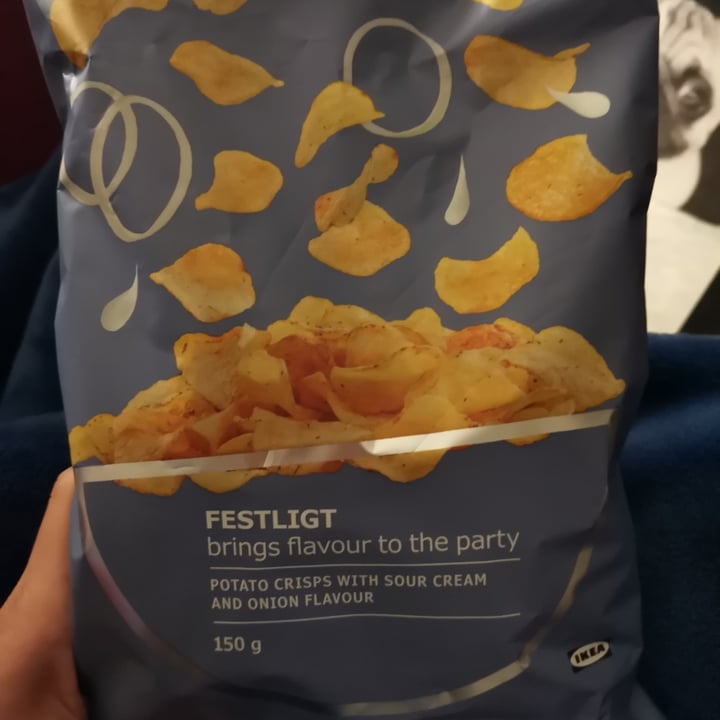 FESTLIGT
brings flavour to the party
POTATO CRISPS WITH SOUR CREAM
AND ONION FLAVOUR
150 g
IKEA